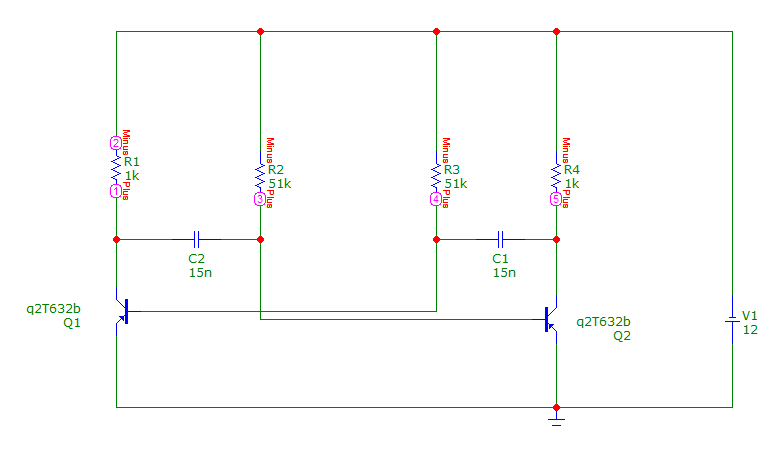 2
Minus
R1
1k
Plus
1
Minus
R2
51k
Plus
3
Minus
R3
51k
Plus
4
Minus
R4
1k
Plus
5
C2
15n
C1
15n
q2T632b
Q1
q2T632b
Q2
V1
12